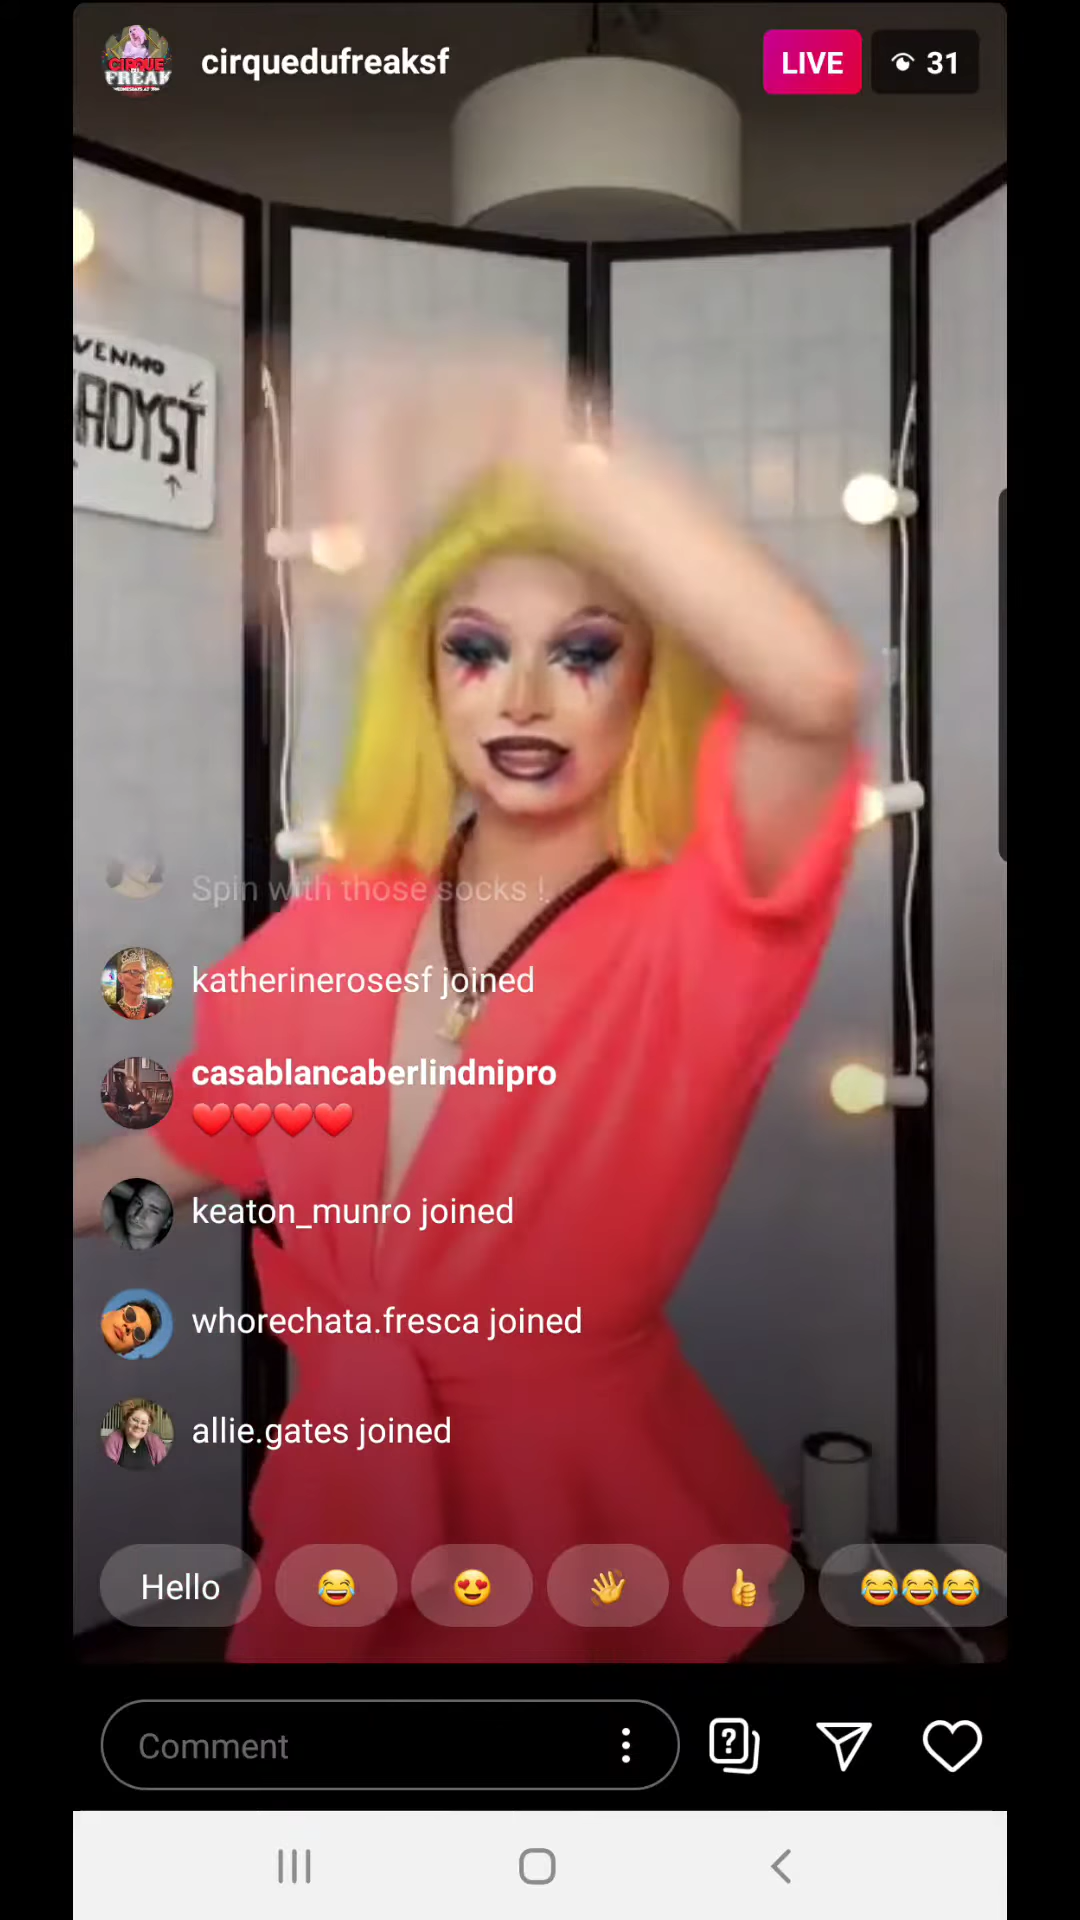 cirquedufreaksf
LIVE
31
CIRQUE
FREAK
VENMO
ADYST
Spin with those socks !
katherinerosesf joined
casablancaberlindnipro
❤️❤️❤️❤️
keaton_munro joined
whorechata.fresca joined
allie.gates joined
Hello
😂
😍
👋
👍
😂😂😂
Comment